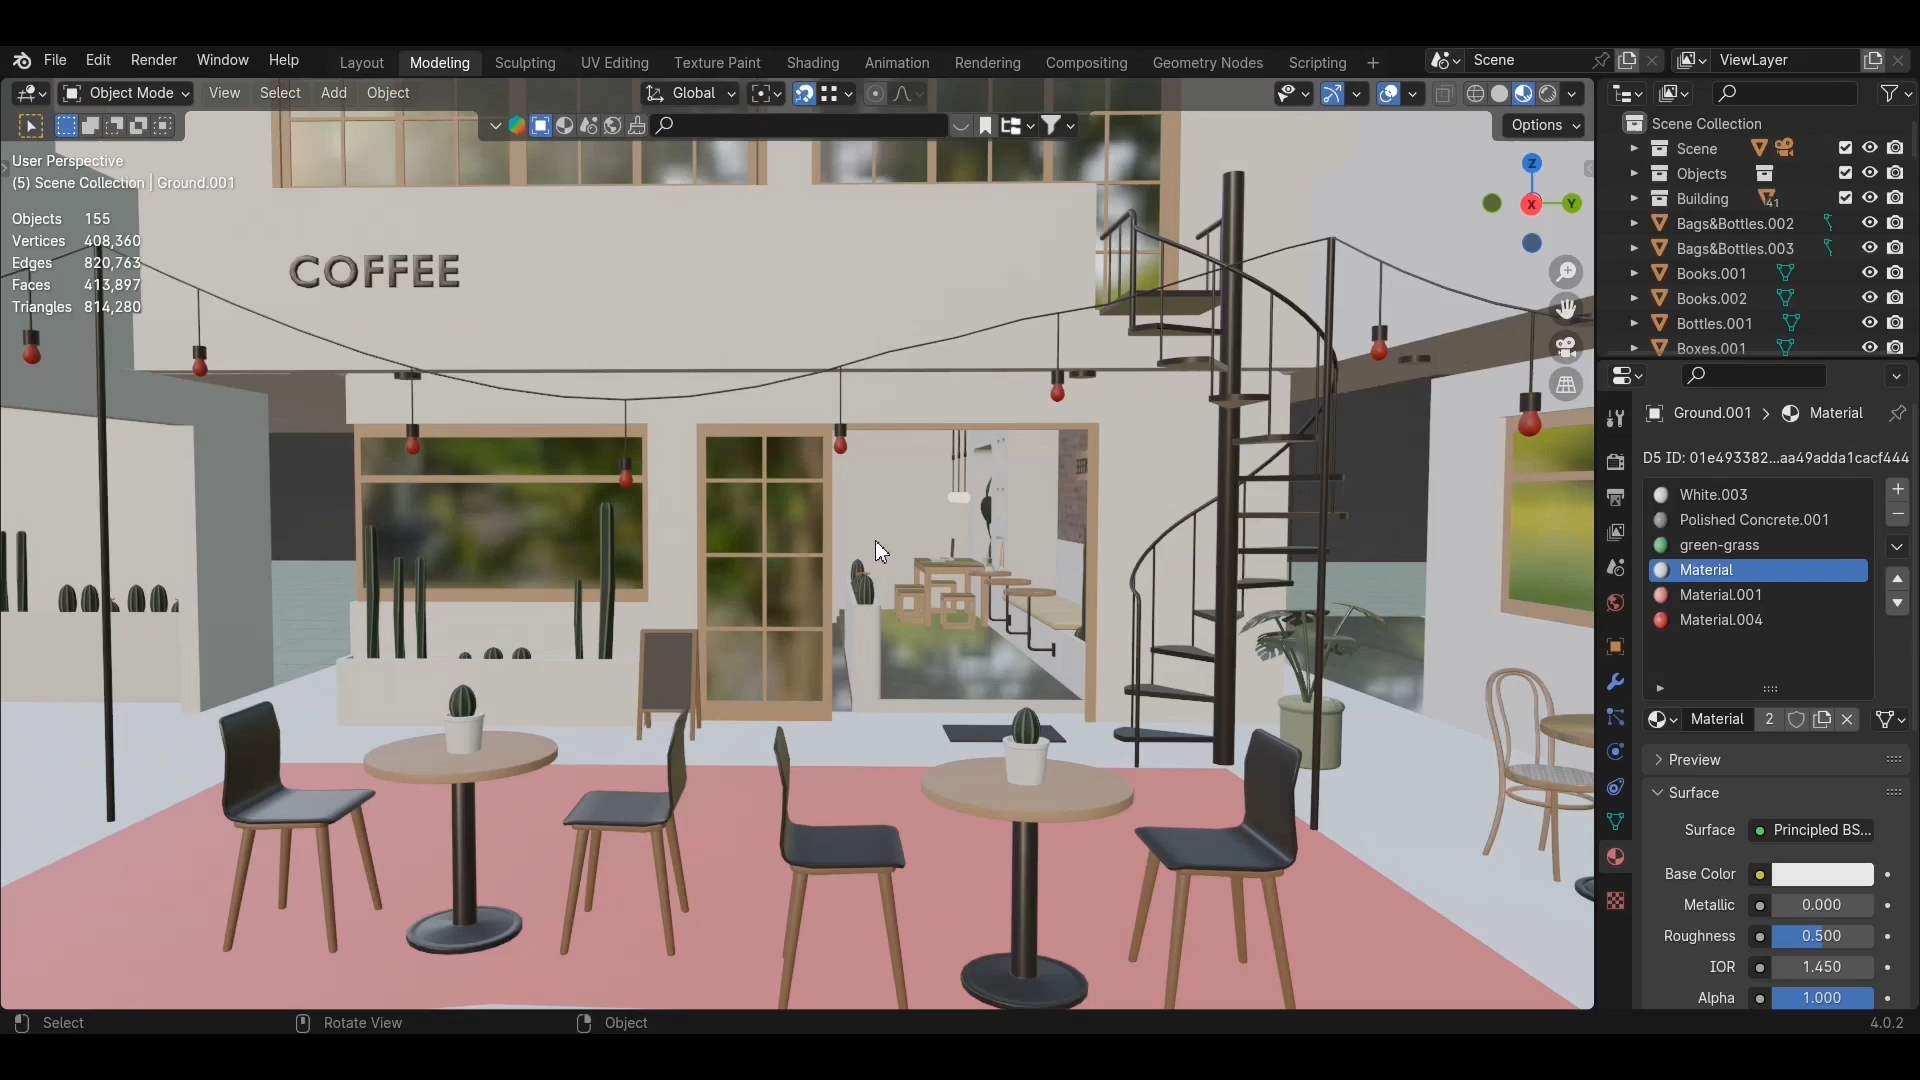 File Edit Render Window Help Layout Modeling Sculpting UV Editing Texture Paint Shading Animation Rendering Compositing Geometry Nodes Scripting + Scene ViewLayer
Object Mode View Select Add Object Global
Options
User Perspective
(5) Scene Collection | Ground.001
Objects 155
Vertices 408,360
Edges 820,763
Faces 413,897
Triangles 814,280
COFFEE
Z
X
Y
Scene Collection
Scene
Objects
Building 41
Bags&Bottles.002
Bags&Bottles.003
Books.001
Books.002
Bottles.001
Boxes.001
Ground.001 > Material
D5 ID: 01e493382...aa49adda1cacf444
White.003
Polished Concrete.001
green-grass
Material
Material.001
Material.004
Material 2
Preview
Surface
Surface Principled BS...
Base Color
Metallic 0.000
Roughness 0.500
IOR 1.450
Alpha 1.000
Select Rotate View Object 4.0.2